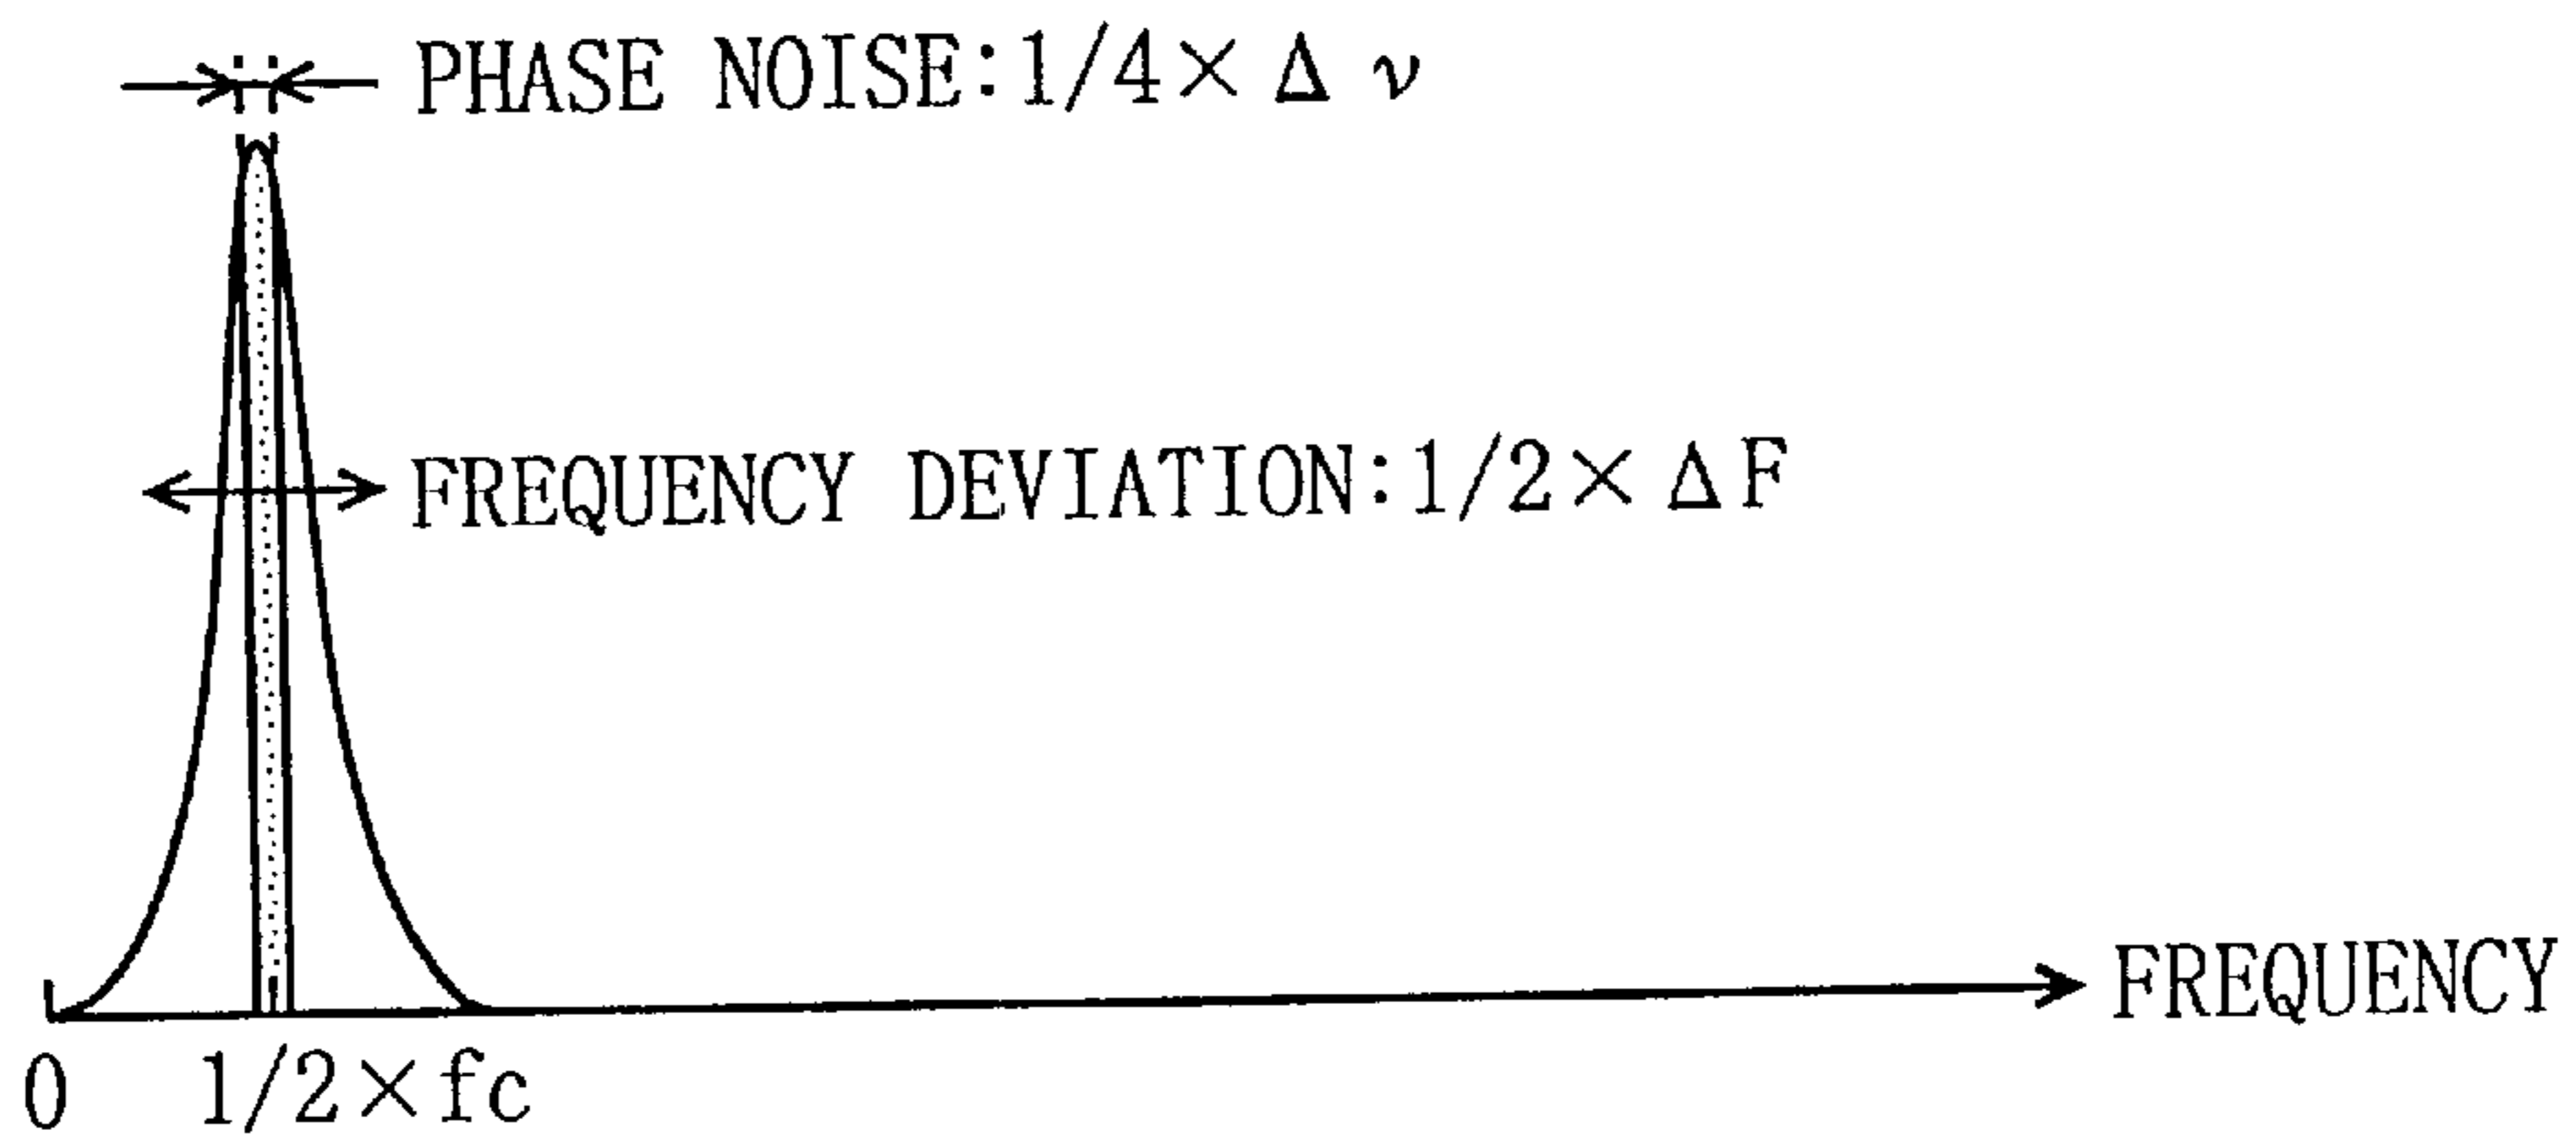 PHASE NOISE:1/4×Δν
FREQUENCY DEVIATION:1/2×ΔF
FREQUENCY
0 1/2×fc